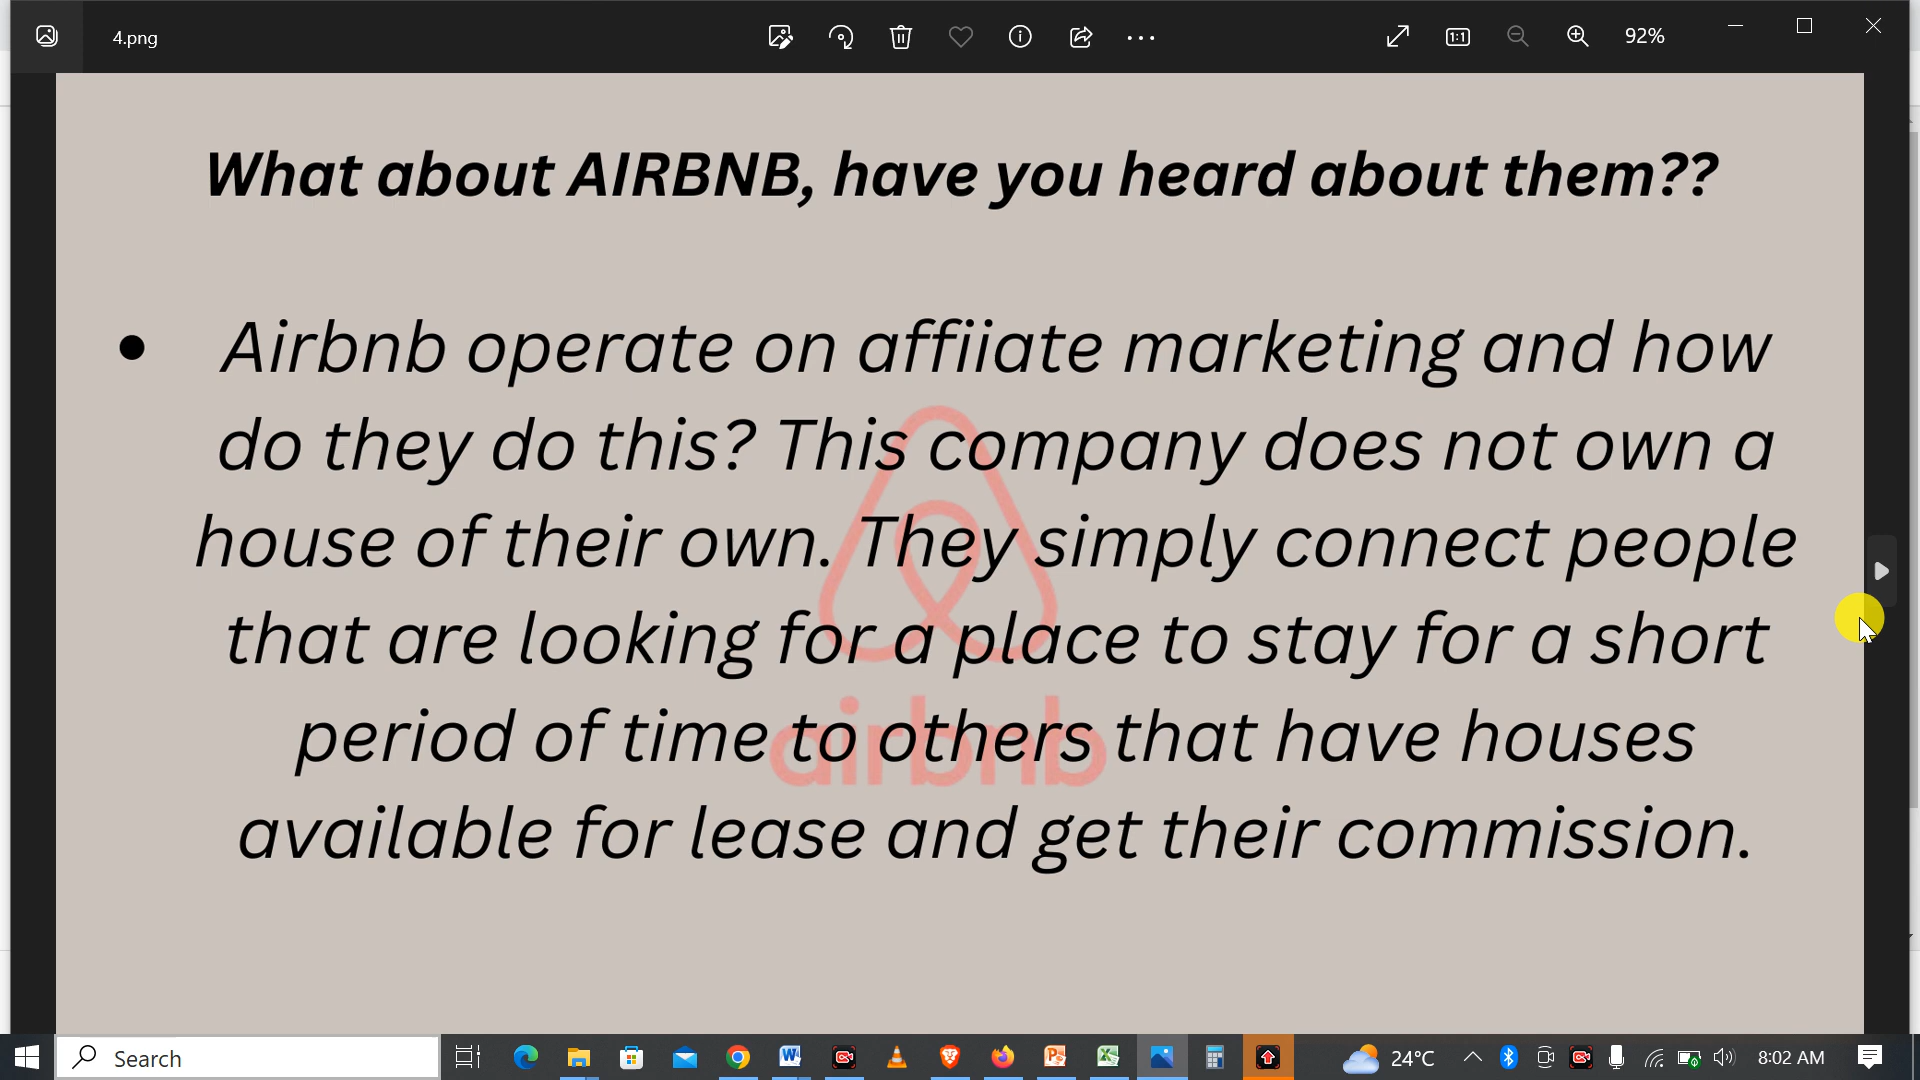 4.png
92%
What about AIRBNB, have you heard about them??
• Airbnb operate on affiiate marketing and how
do they do this? This company does not own a
house of their own. They simply connect people
that are looking for a place to stay for a short
period of time to others that have houses
available for lease and get their commission.
airbnb
Search
24°C
8:02 AM